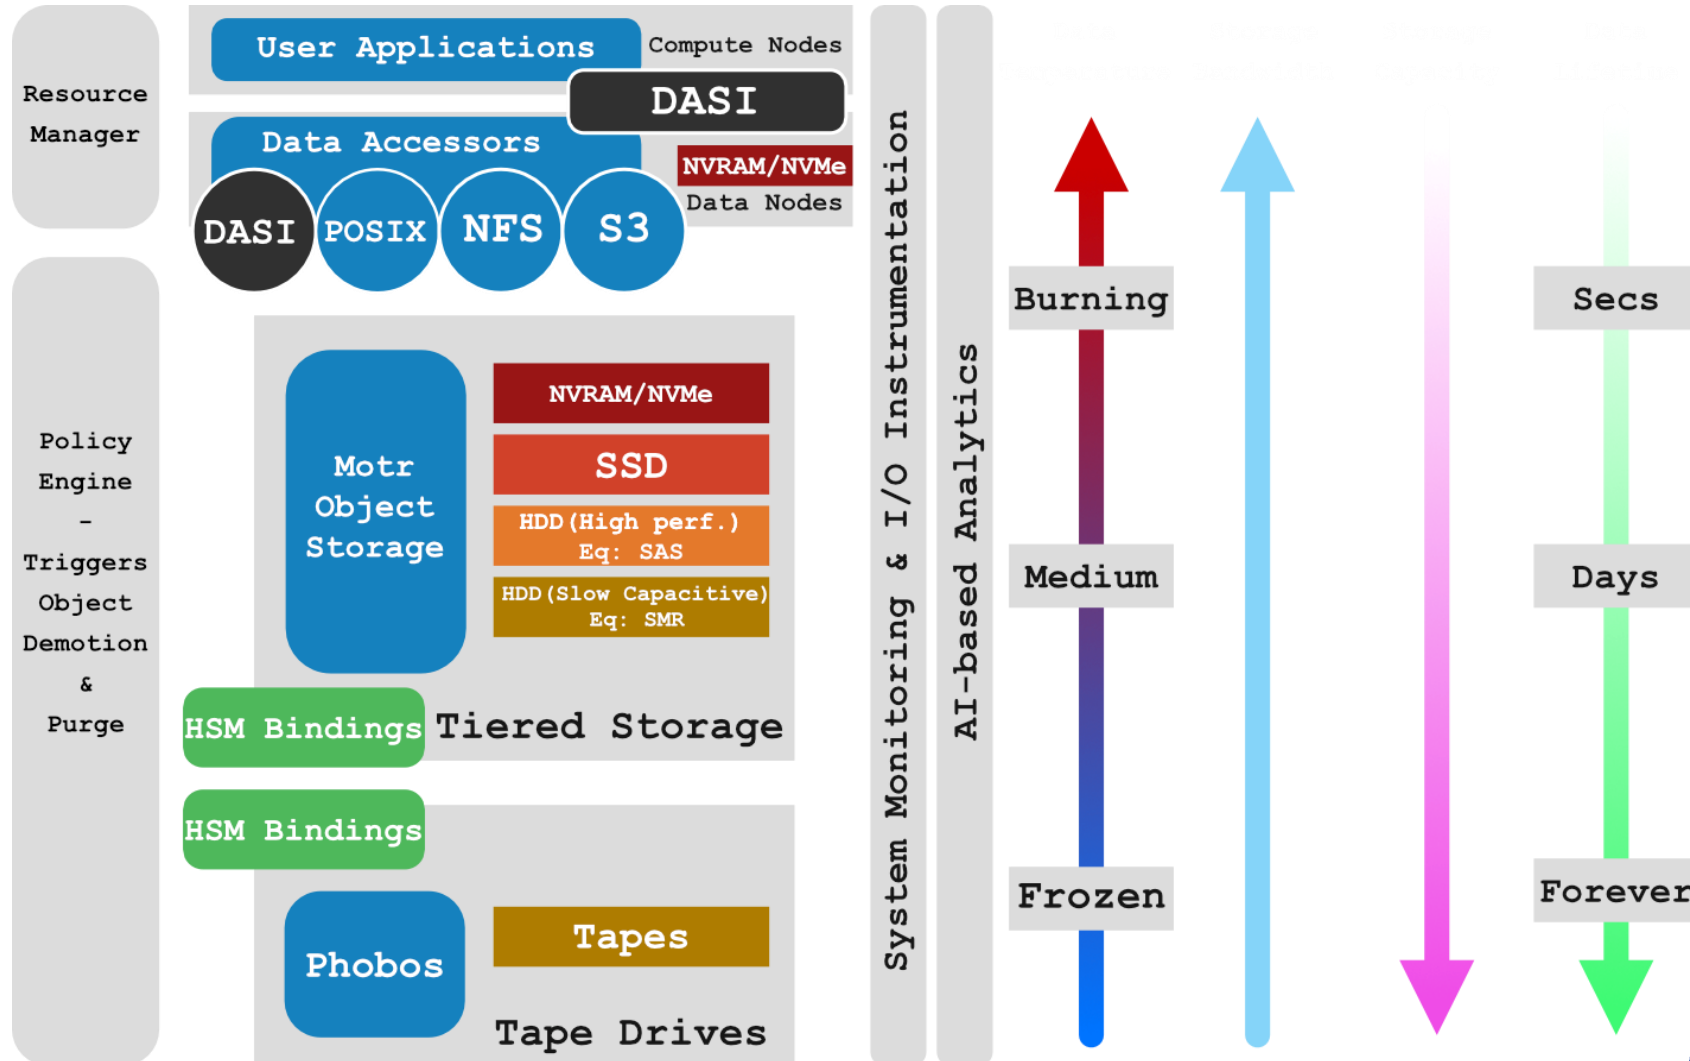 Resource
Manager
User Applications
Compute Nodes
DASI
Data Accessors
NVRAM/NVMe
Data Nodes
DASI
POSIX
NFS
S3
Policy
Engine
-
Triggers
Object
Demotion
&
Purge
Motr
Object
Storage
NVRAM/NVMe
SSD
HDD(High perf.)
Eq: SAS
HDD(Slow Capacitive)
Eq: SMR
HSM Bindings
Tiered Storage
HSM Bindings
Phobos
Tapes
Tape Drives
System Monitoring & I/O Instrumentation
AI-based Analytics
Burning
Medium
Frozen
Secs
Days
Forever